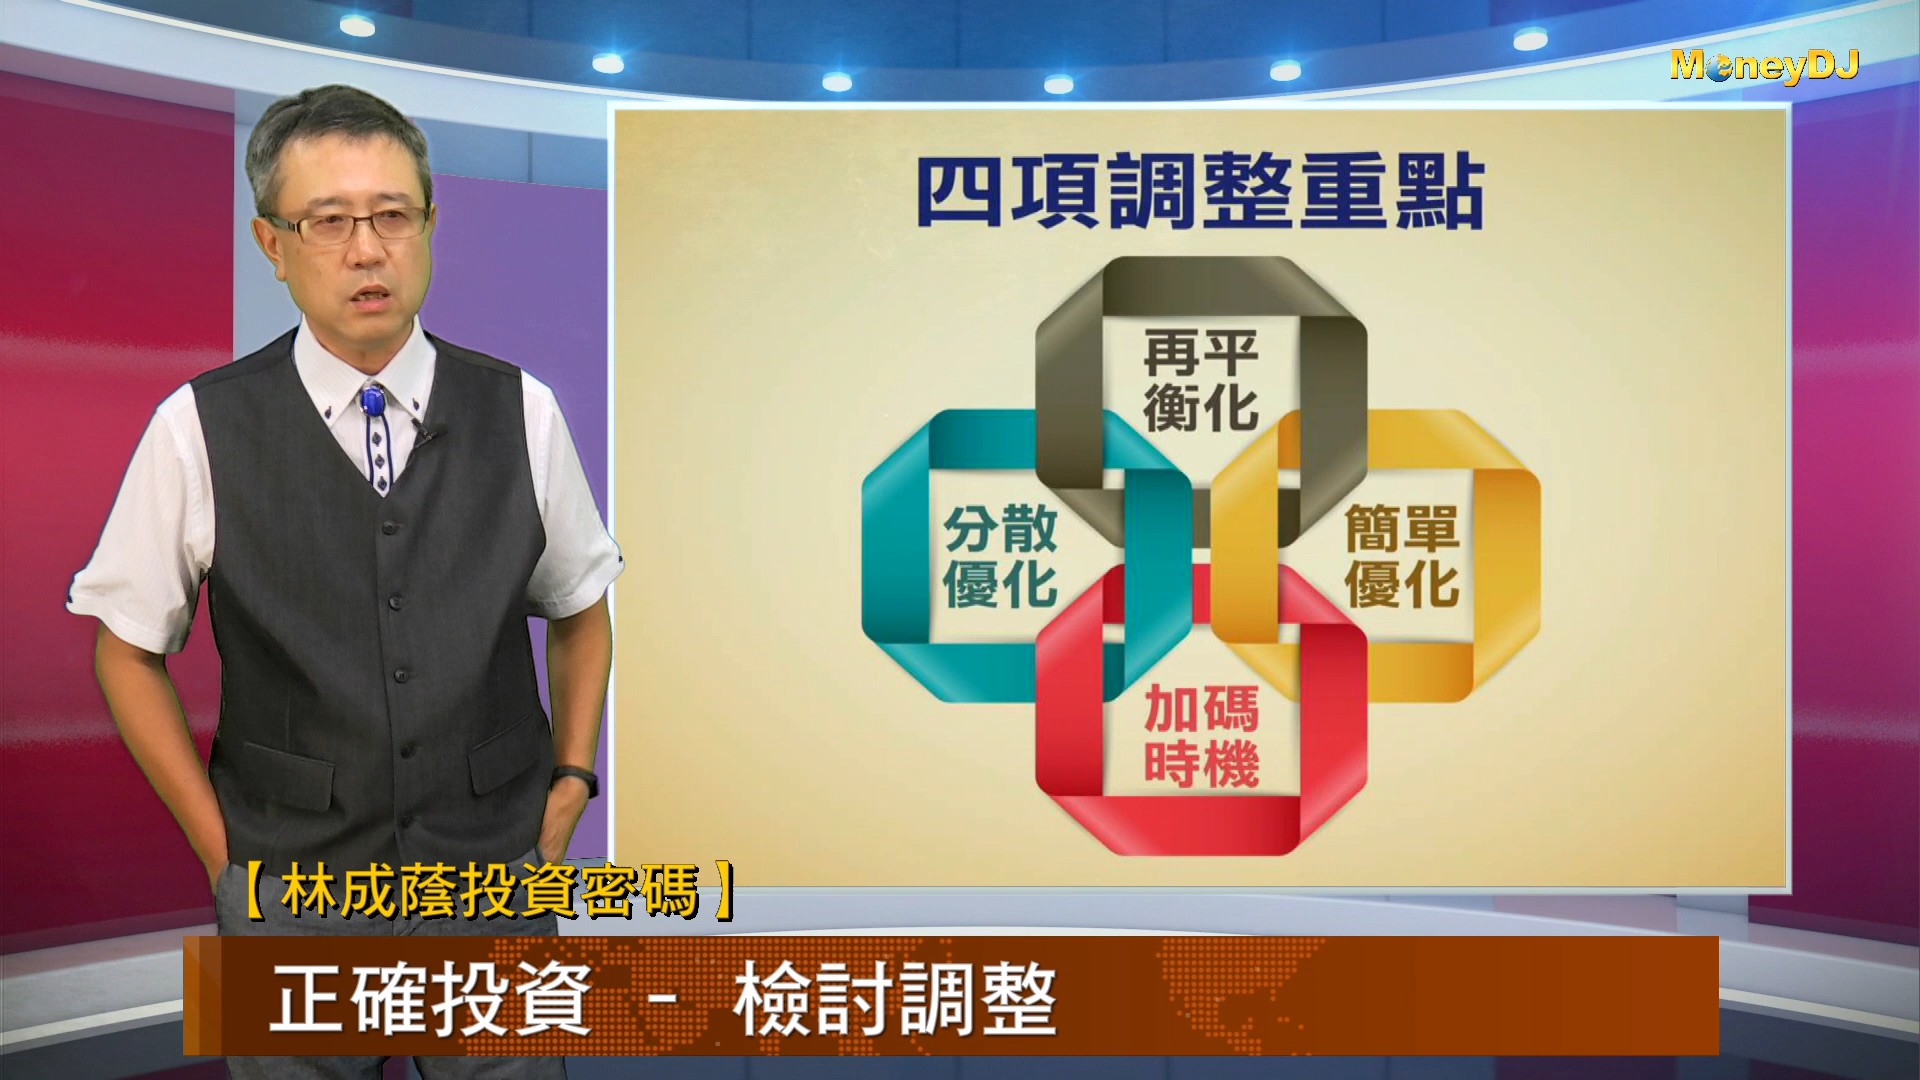 MoneyDJ
四項調整重點
再平
衡化
分散
優化
簡單
優化
加碼
時機
【林成蔭投資密碼】
正確投資 - 檢討調整